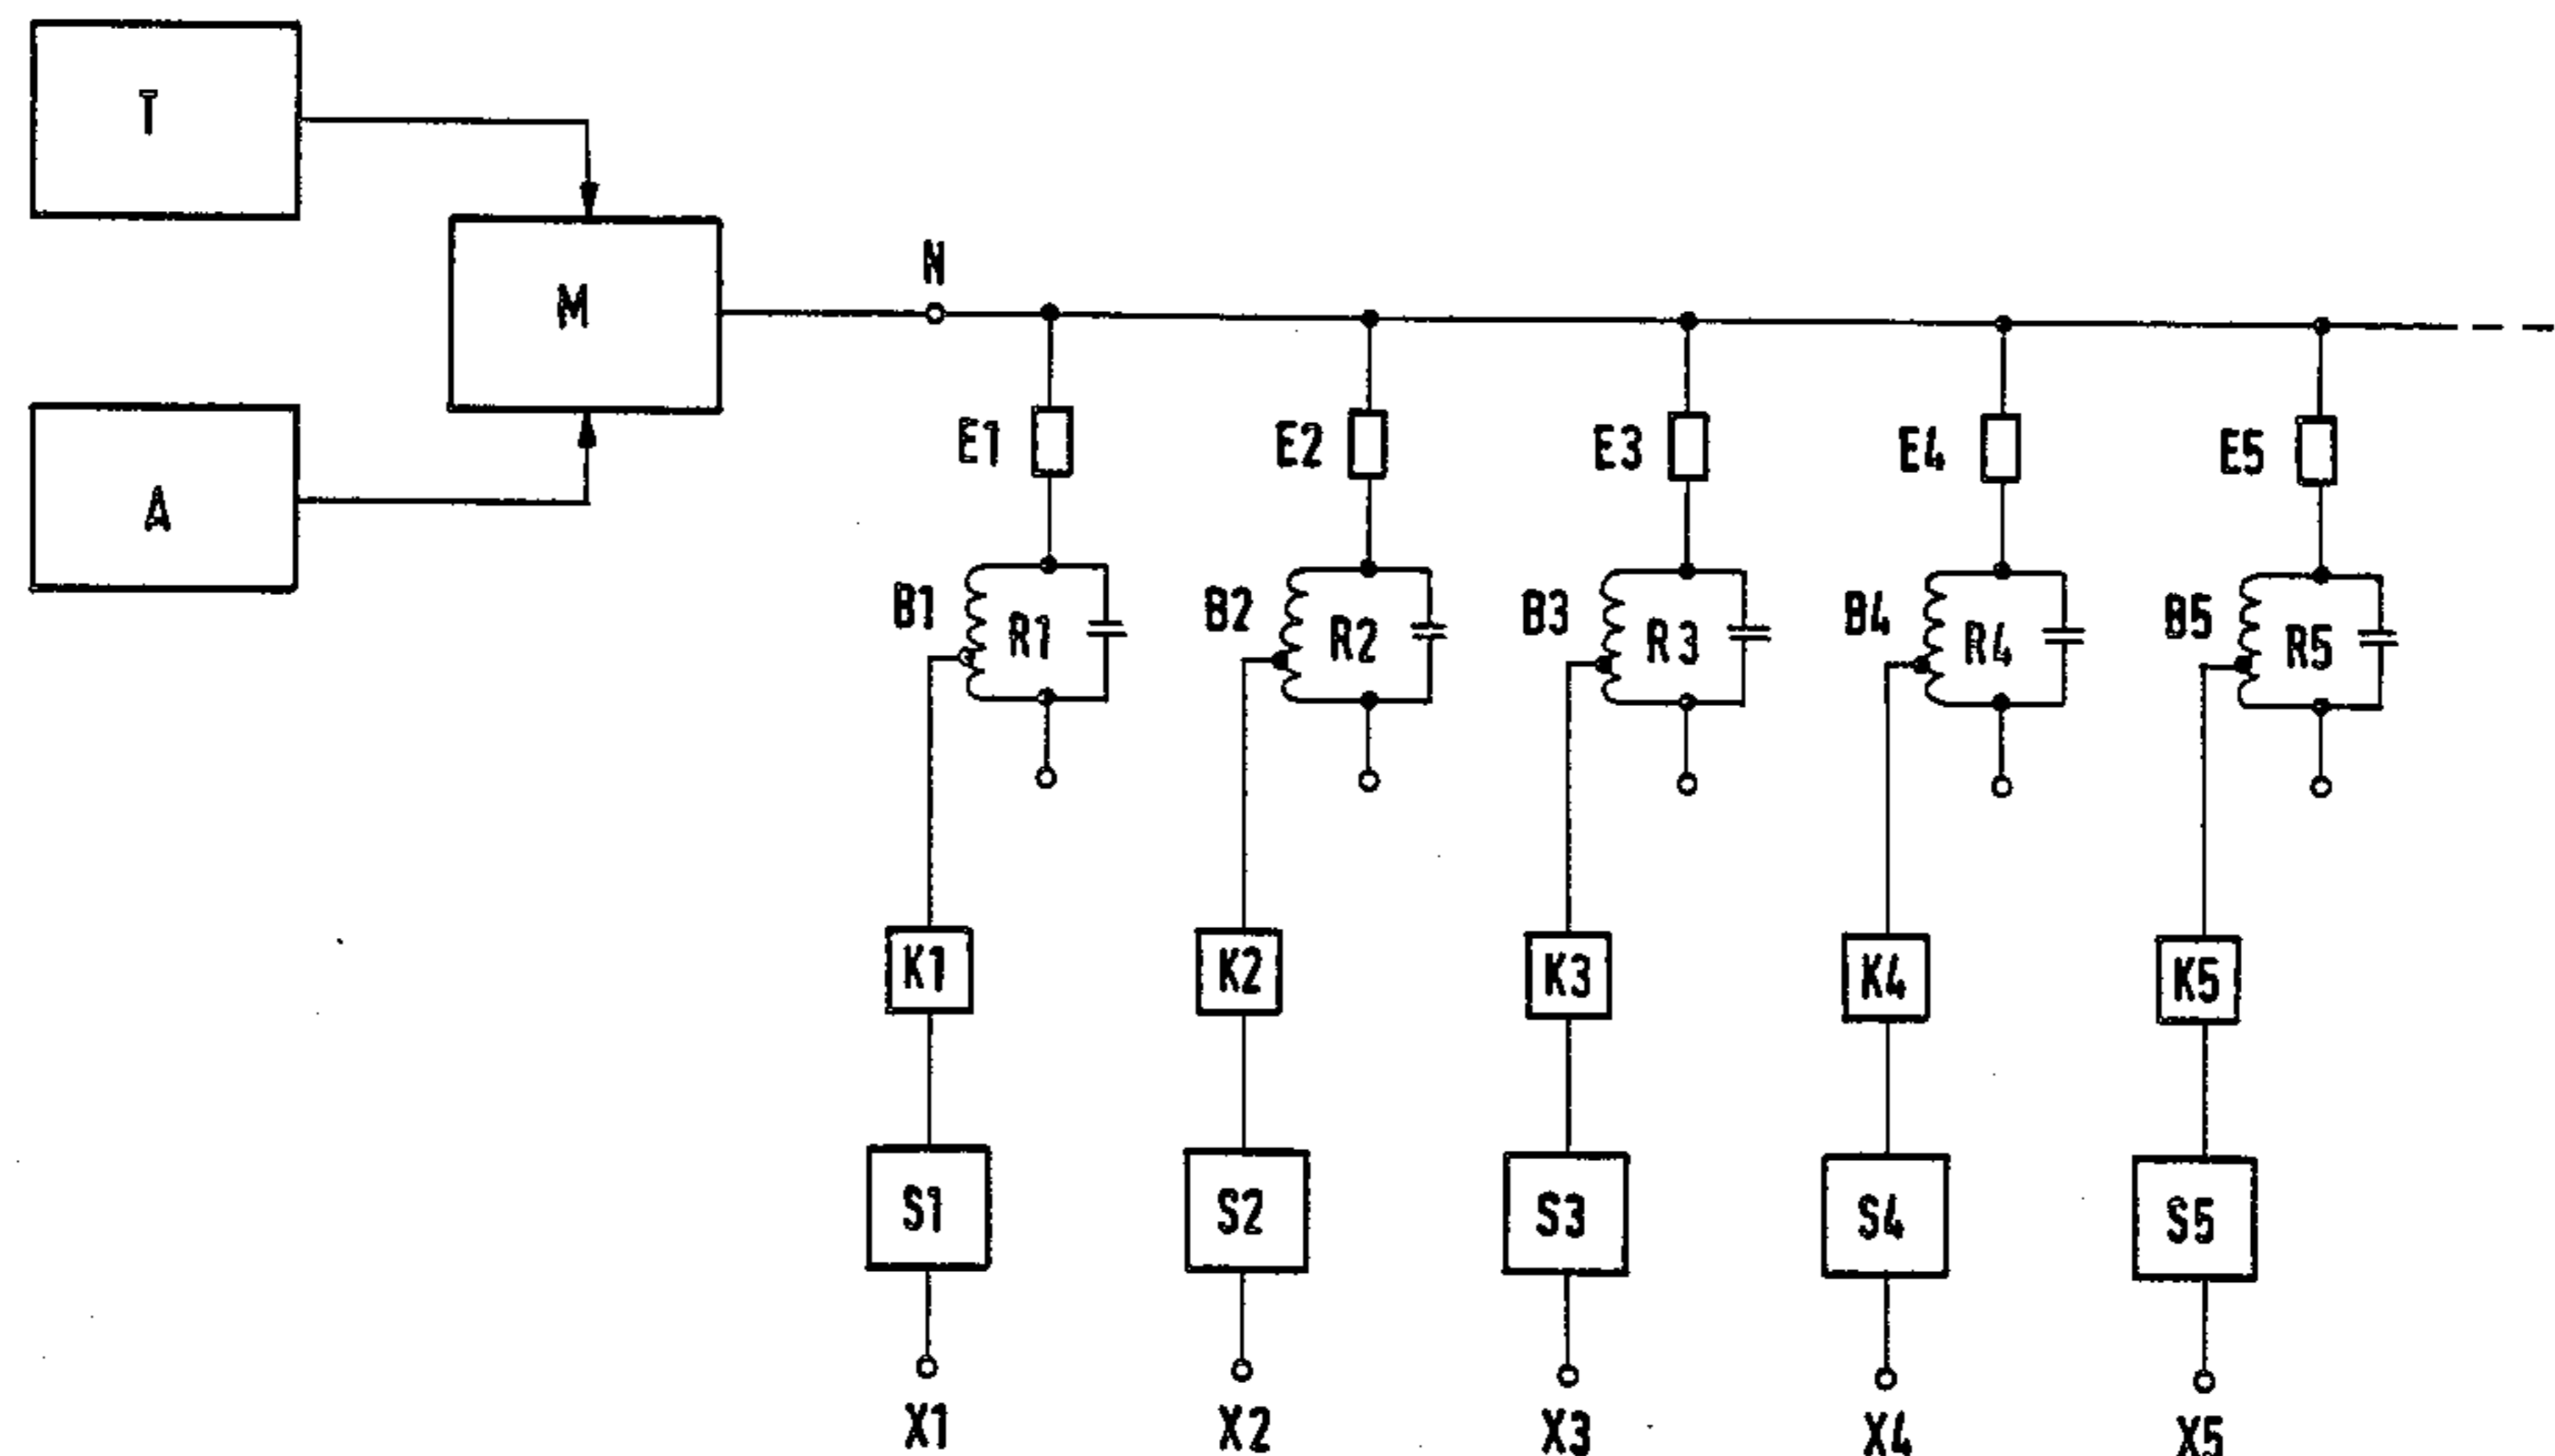 T
M
N
A
E1 E2 E3 E4 E5
B1 R1 B2 R2 B3 R3 B4 R4 B5 R5
K1 K2 K3 K4 K5
S1 S2 S3 S4 S5
X1 X2 X3 X4 X5